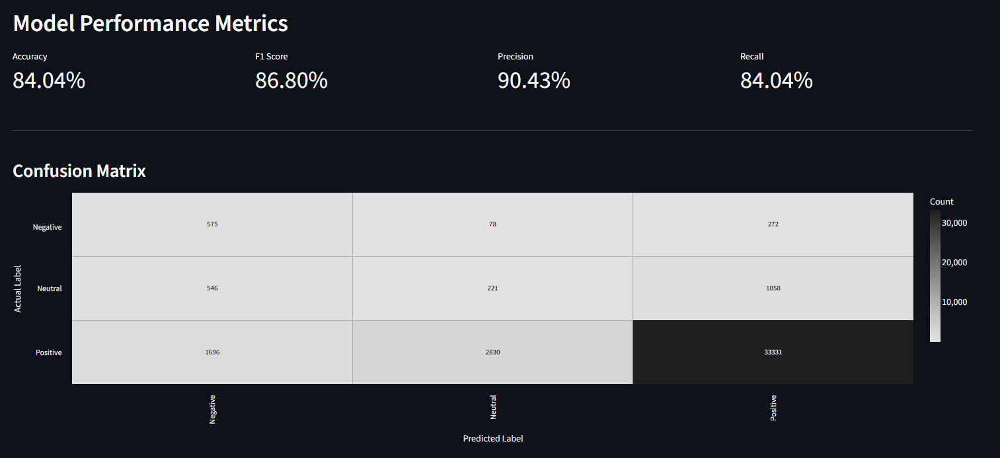 Model Performance Metrics
Accuracy F1 Score Precision Recall
84.04% 86.80% 90.43% 84.04%
Confusion Matrix
Count
Negative 575 78 272
30,000
20,000
Actual Label
Neutral 546 221 1058
10,000
Positive 1696 2830 33331
Negative Neutral Positive
Predicted Label